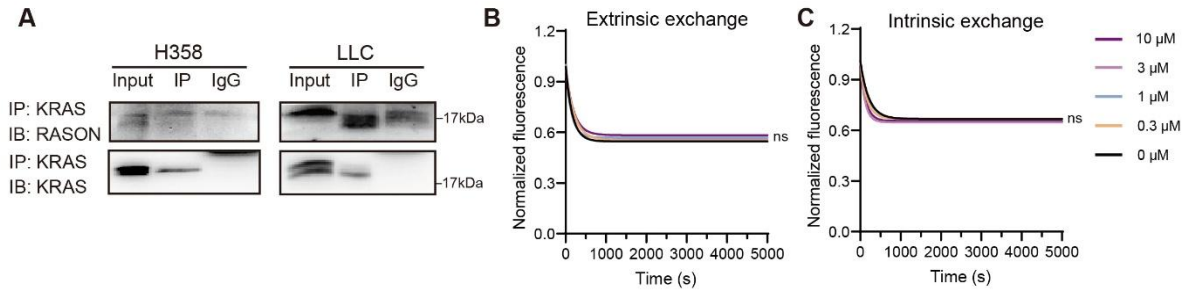 A
H358
LLC
Input IP IgG
Input IP IgG
IP: KRAS
IB: RASON
-17kDa
IP: KRAS
IB: KRAS
-17kDa
B
Extrinsic exchange
Normalized fluorescence
1.2
0.9
0.6
0.3
0.0
0 1000 2000 3000 4000 5000
Time (s)
ns
C
Intrinsic exchange
Normalized fluorescence
1.2
0.9
0.6
0.3
0.0
0 1000 2000 3000 4000 5000
Time (s)
ns
10 μM
3 μM
1 μM
0.3 μM
0 μM